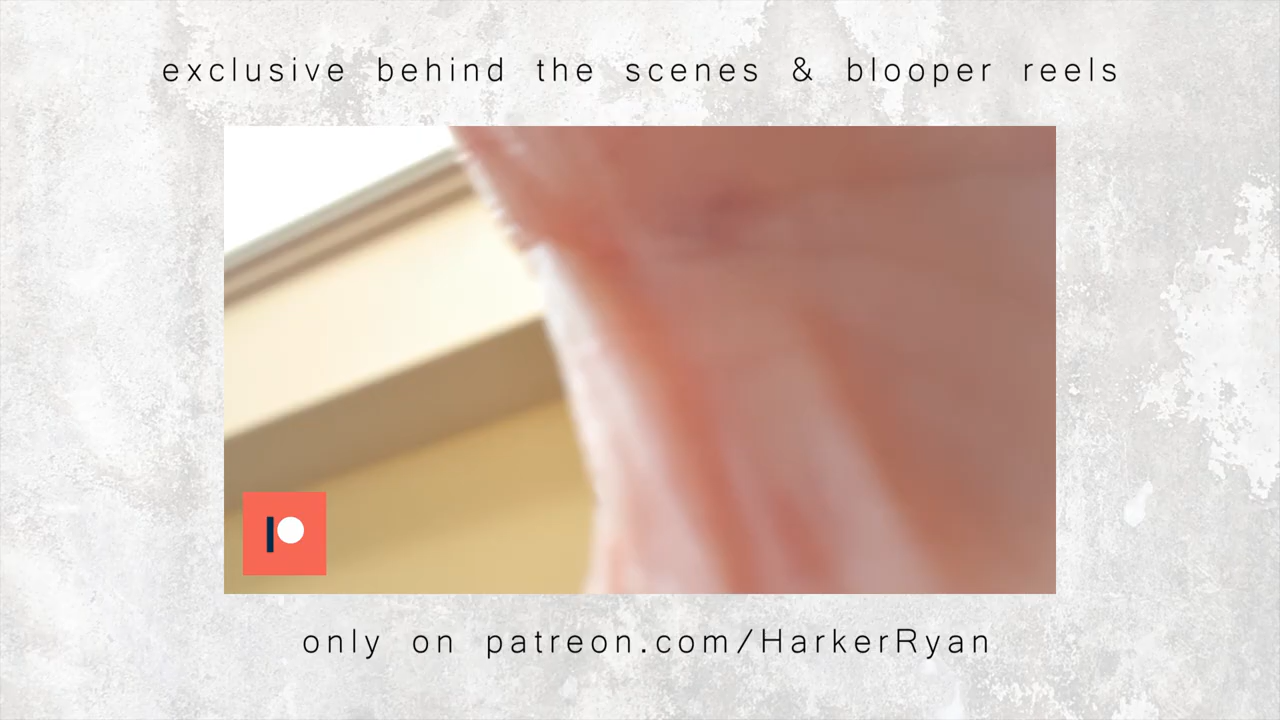 exclusive behind the scenes & blooper reels
only on patreon.com/HarkerRyan